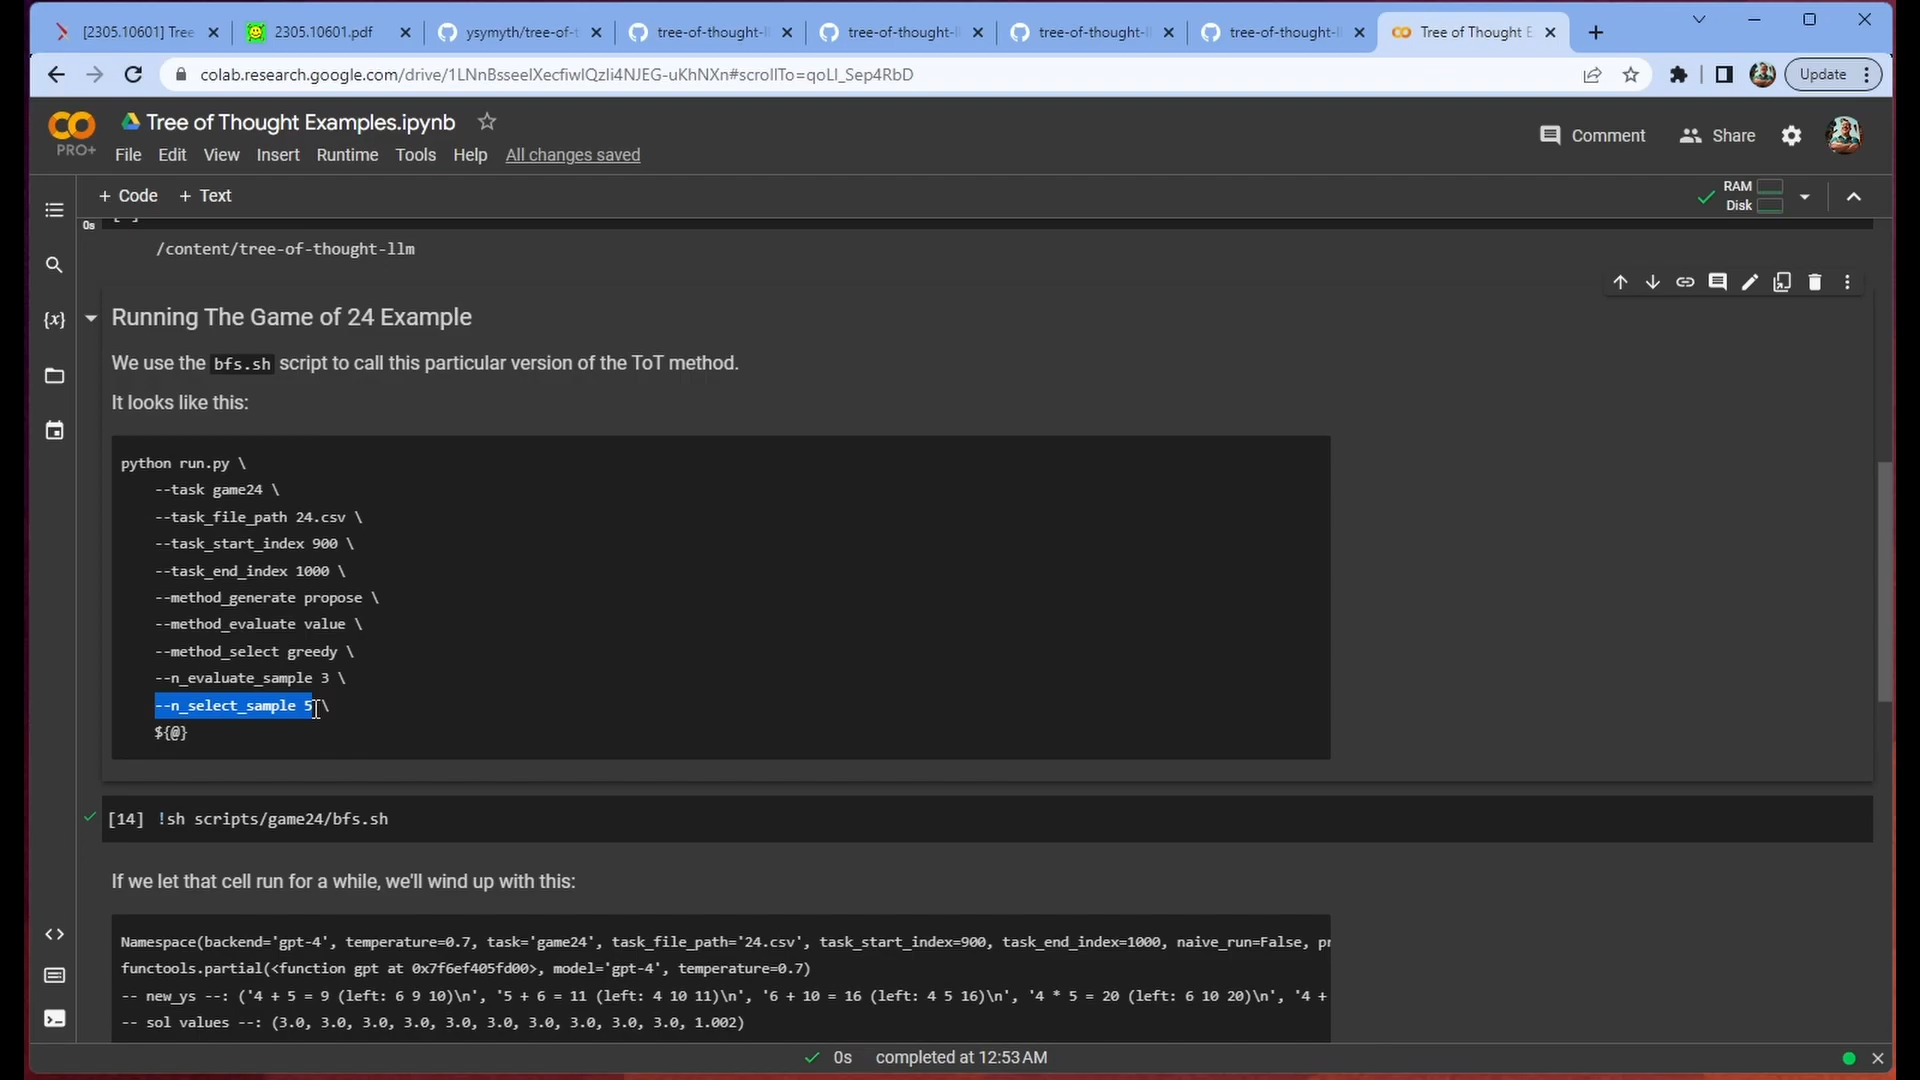 [2305.10601] Tree
2305.10601.pdf
ysymyth/tree-of-t
tree-of-thought-l
tree-of-thought-ll
tree-of-thought-l
tree-of-thought-l
Tree of Thought E
colab.research.google.com/drive/1LNnBsseeIXecfiwIQzli4NJEG-uKhNXn#scrollTo=qoLl_Sep4RbD
Update
PRO+
Tree of Thought Examples.ipynb
Comment
Share
File Edit View Insert Runtime Tools Help All changes saved
+ Code + Text
RAM
Disk
0s
/content/tree-of-thought-llm
{x}
Running The Game of 24 Example
We use the bfs.sh script to call this particular version of the ToT method.
It looks like this:
python run.py \
--task game24 \
--task_file_path 24.csv \
--task_start_index 900 \
--task_end_index 1000 \
--method_generate propose \
--method_evaluate value \
--method_select greedy \
--n_evaluate_sample 3 \
--n_select_sample 5 \
${@}
[14] !sh scripts/game24/bfs.sh
If we let that cell run for a while, we'll wind up with this:
Namespace(backend='gpt-4', temperature=0.7, task='game24', task_file_path='24.csv', task_start_index=900, task_end_index=1000, naive_run=False, pr
functools.partial(<function gpt at 0x7f6ef405fd00>, model='gpt-4', temperature=0.7)
-- new_ys --: ('4 + 5 = 9 (left: 6 9 10)\n', '5 + 6 = 11 (left: 4 10 11)\n', '6 + 10 = 16 (left: 4 5 16)\n', '4 * 5 = 20 (left: 6 10 20)\n', '4 +
-- sol values --: (3.0, 3.0, 3.0, 3.0, 3.0, 3.0, 3.0, 3.0, 3.0, 3.0, 1.002)
0s completed at 12:53 AM